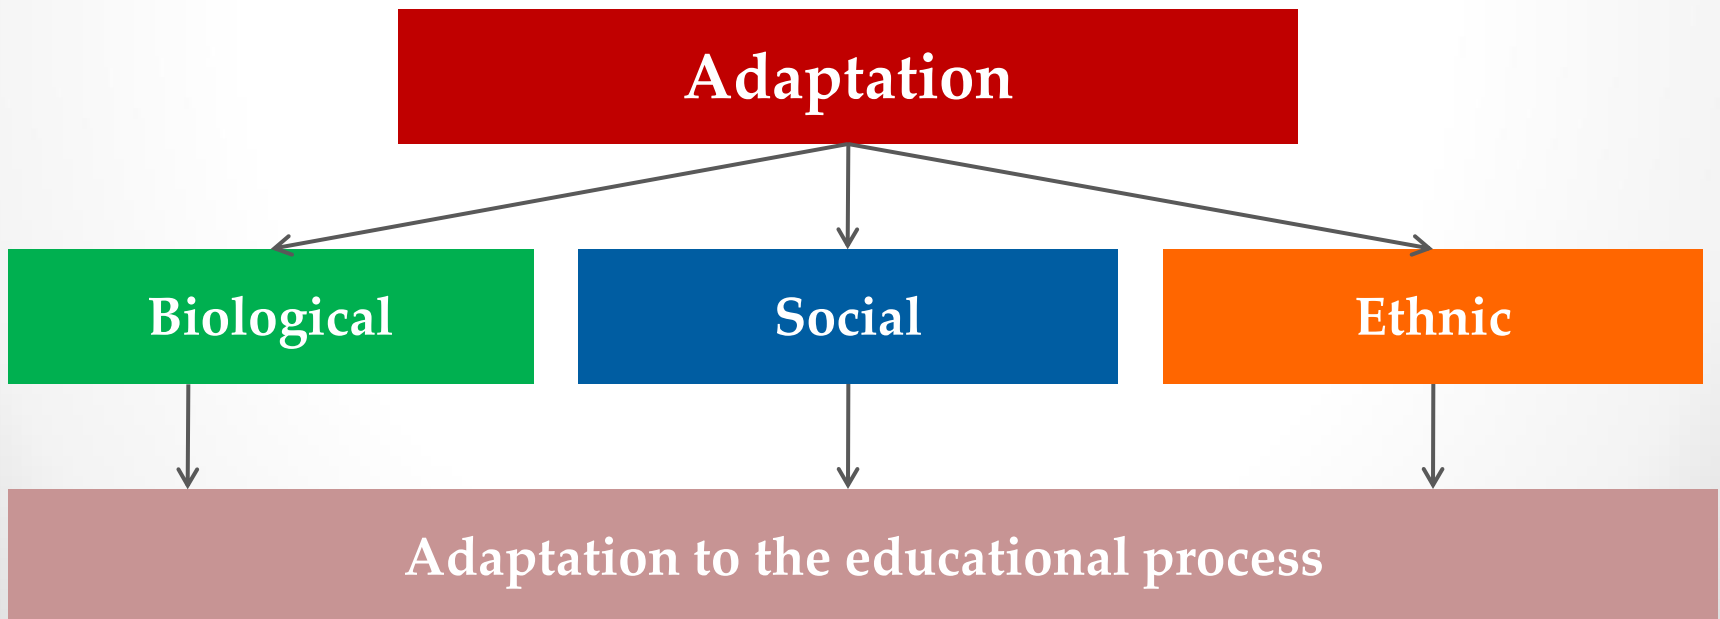 Adaptation
Biological
Social
Ethnic
Adaptation to the educational process